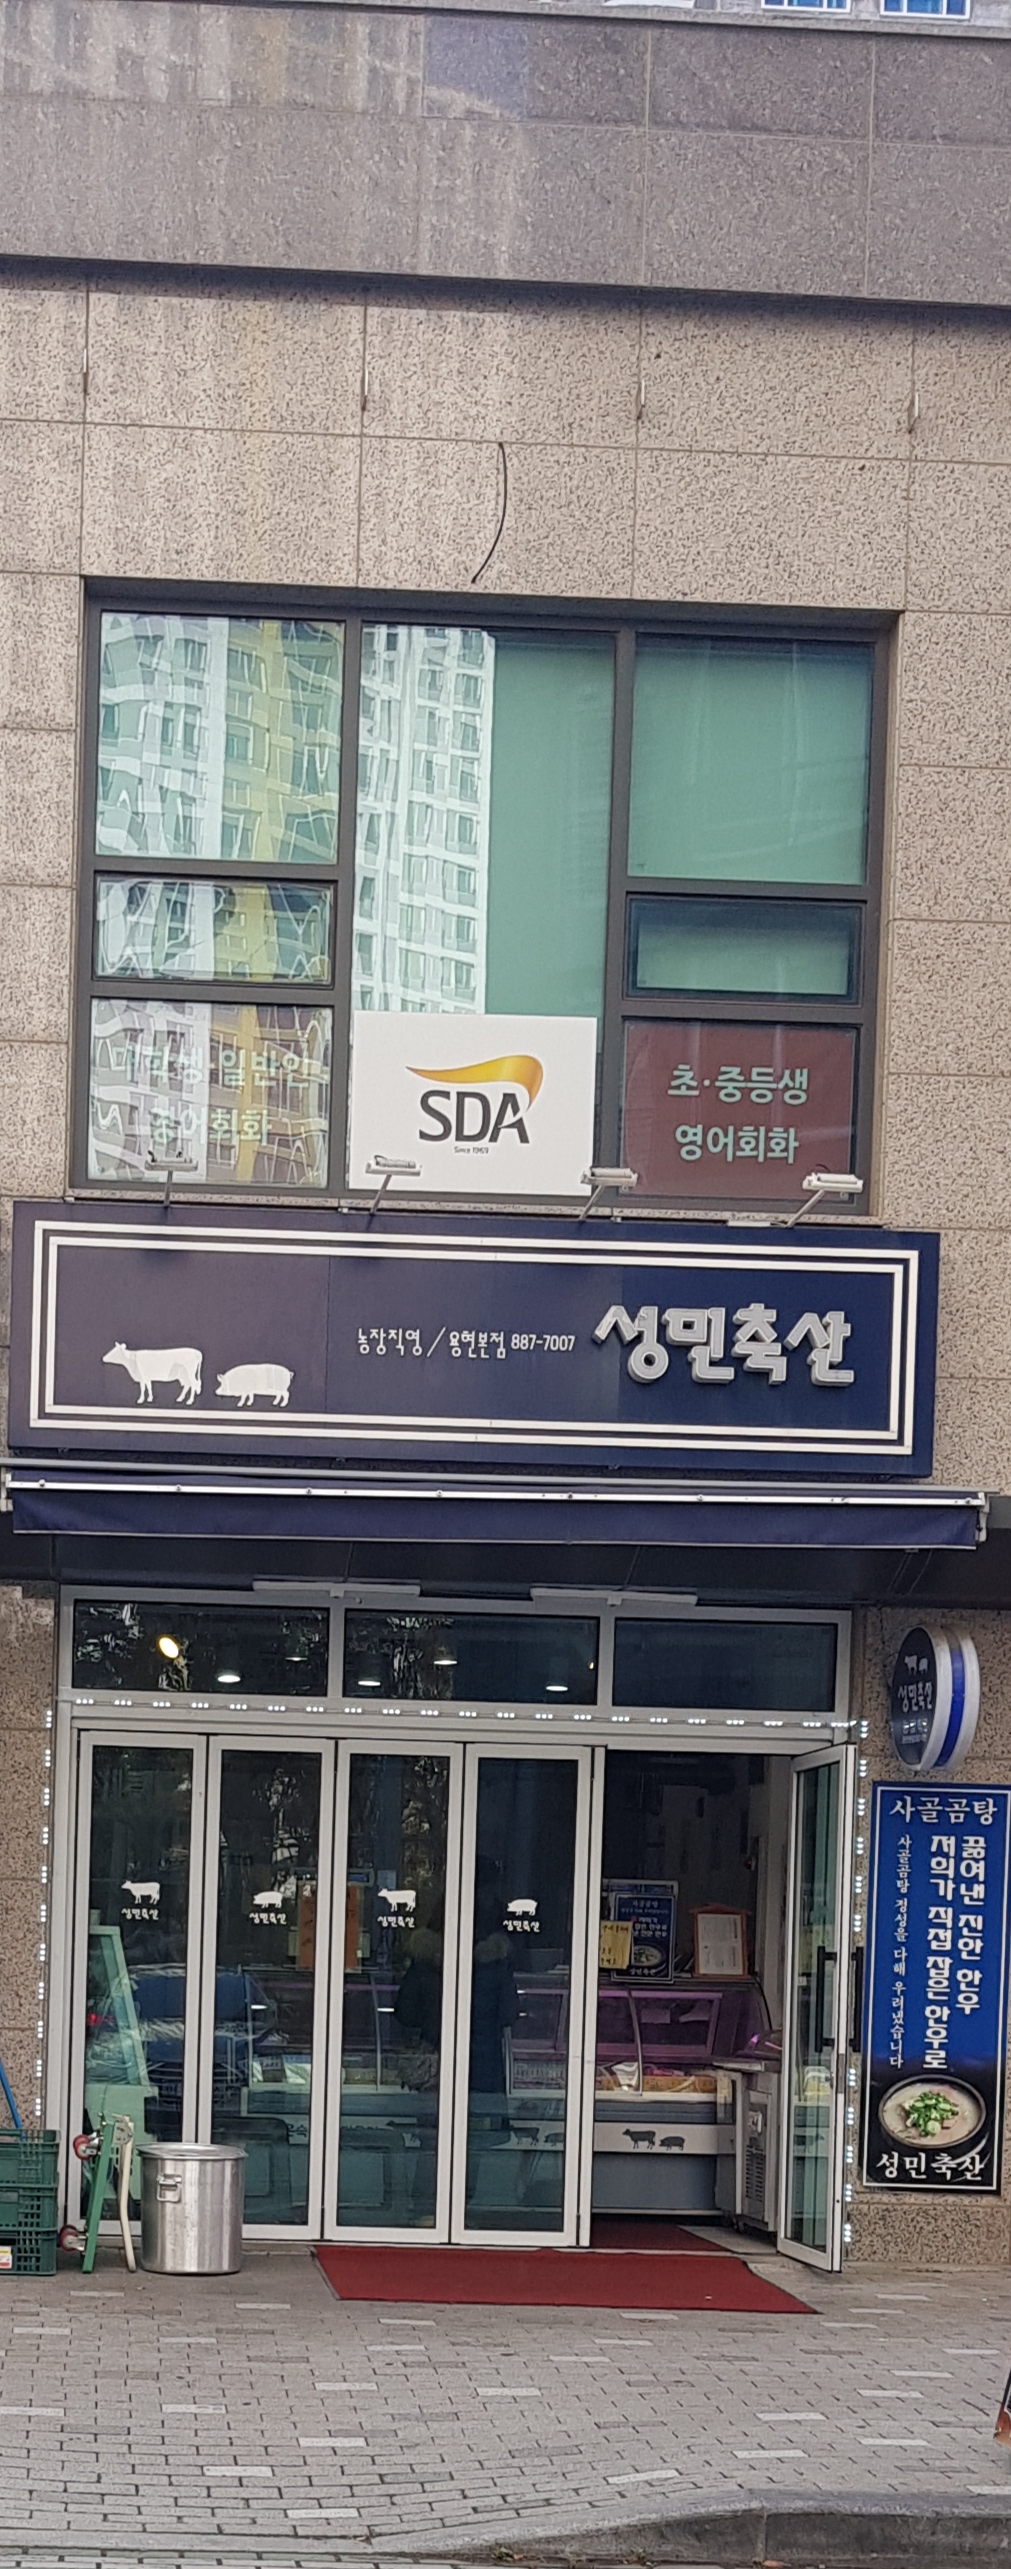 대학생·일반인
영어회화
SDA
Since 1969
초·중등생
영어회화
농장직영/용현본점 887-7007 성민축산
성민축산
사골곰탕
끓여낸 진한 한우
저희가 직접 잡은 한우로
사골곰탕 정성을 다해 우려냈습니다
성민축산
성민축산
성민축산
성민축산
성민축산